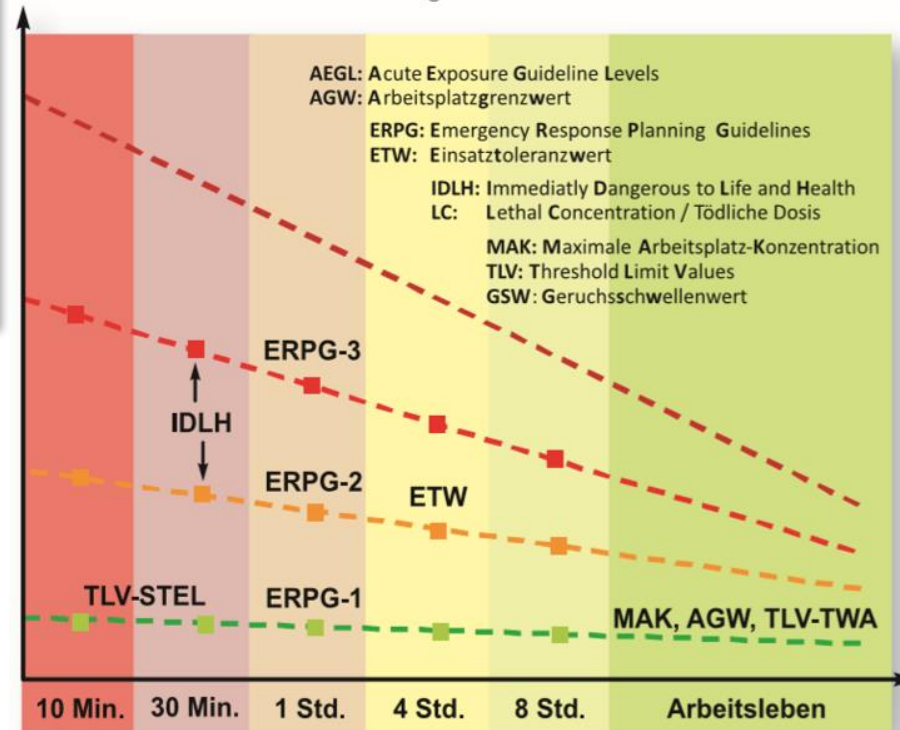 AEGL: Acute Exposure Guideline Levels
AGW: Arbeitsplatzgrenzwert
ERPG: Emergency Response Planning Guidelines
ETW: Einsatztoleranzwert
IDLH: Immediatly Dangerous to Life and Health
LC: Lethal Concentration / Tödliche Dosis
MAK: Maximale Arbeitsplatz-Konzentration
TLV: Threshold Limit Values
GSW: Geruchsschwellenwert
ERPG-3
IDLH
ERPG-2
ETW
TLV-STEL
ERPG-1
MAK, AGW, TLV-TWA
10 Min.
30 Min.
1 Std.
4 Std.
8 Std.
Arbeitsleben